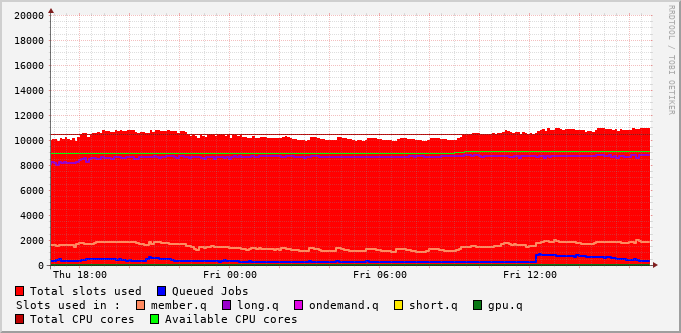 20000
18000
16000
14000
12000
10000
8000
6000
4000
2000
0
Thu 18:00 Fri 00:00 Fri 06:00 Fri 12:00
Total slots used Queued Jobs
Slots used in : member.q long.q ondemand.q short.q gpu.q
Total CPU cores Available CPU cores
RRDTOOL / TOBI OETIKER